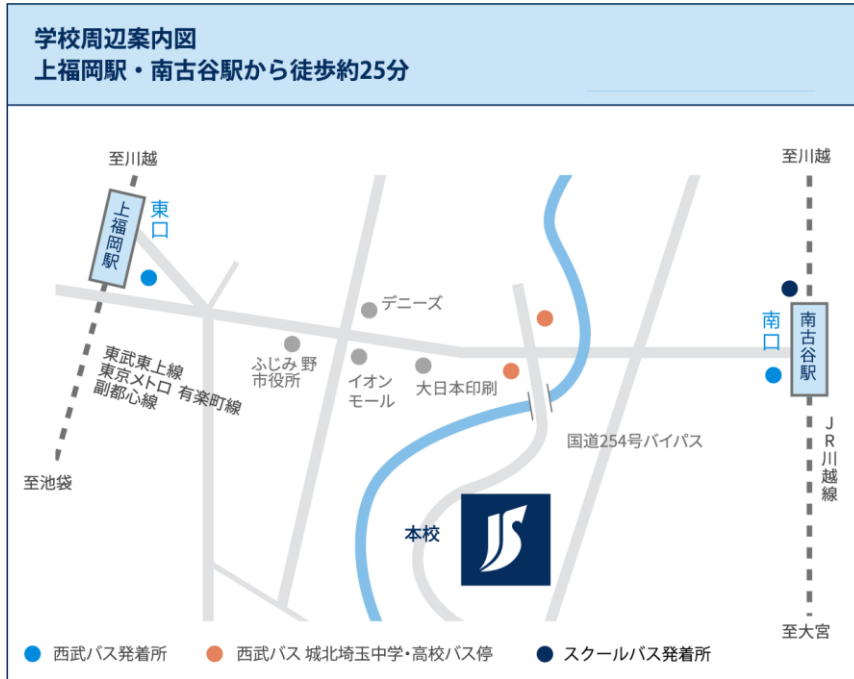 学校周辺案内図
上福岡駅・南古谷駅から徒歩約25分
至川越
至川越
上福岡駅
東口
デニーズ
南口
南古谷駅
ふじみ野
市役所
イオン
モール
大日本印刷
東武東上線
東京メトロ 有楽町線
副都心線
国道254号バイパス
JR川越線
至池袋
本校
至大宮
西武バス発着所
西武バス 城北埼玉中学・高校バス停
スクールバス発着所